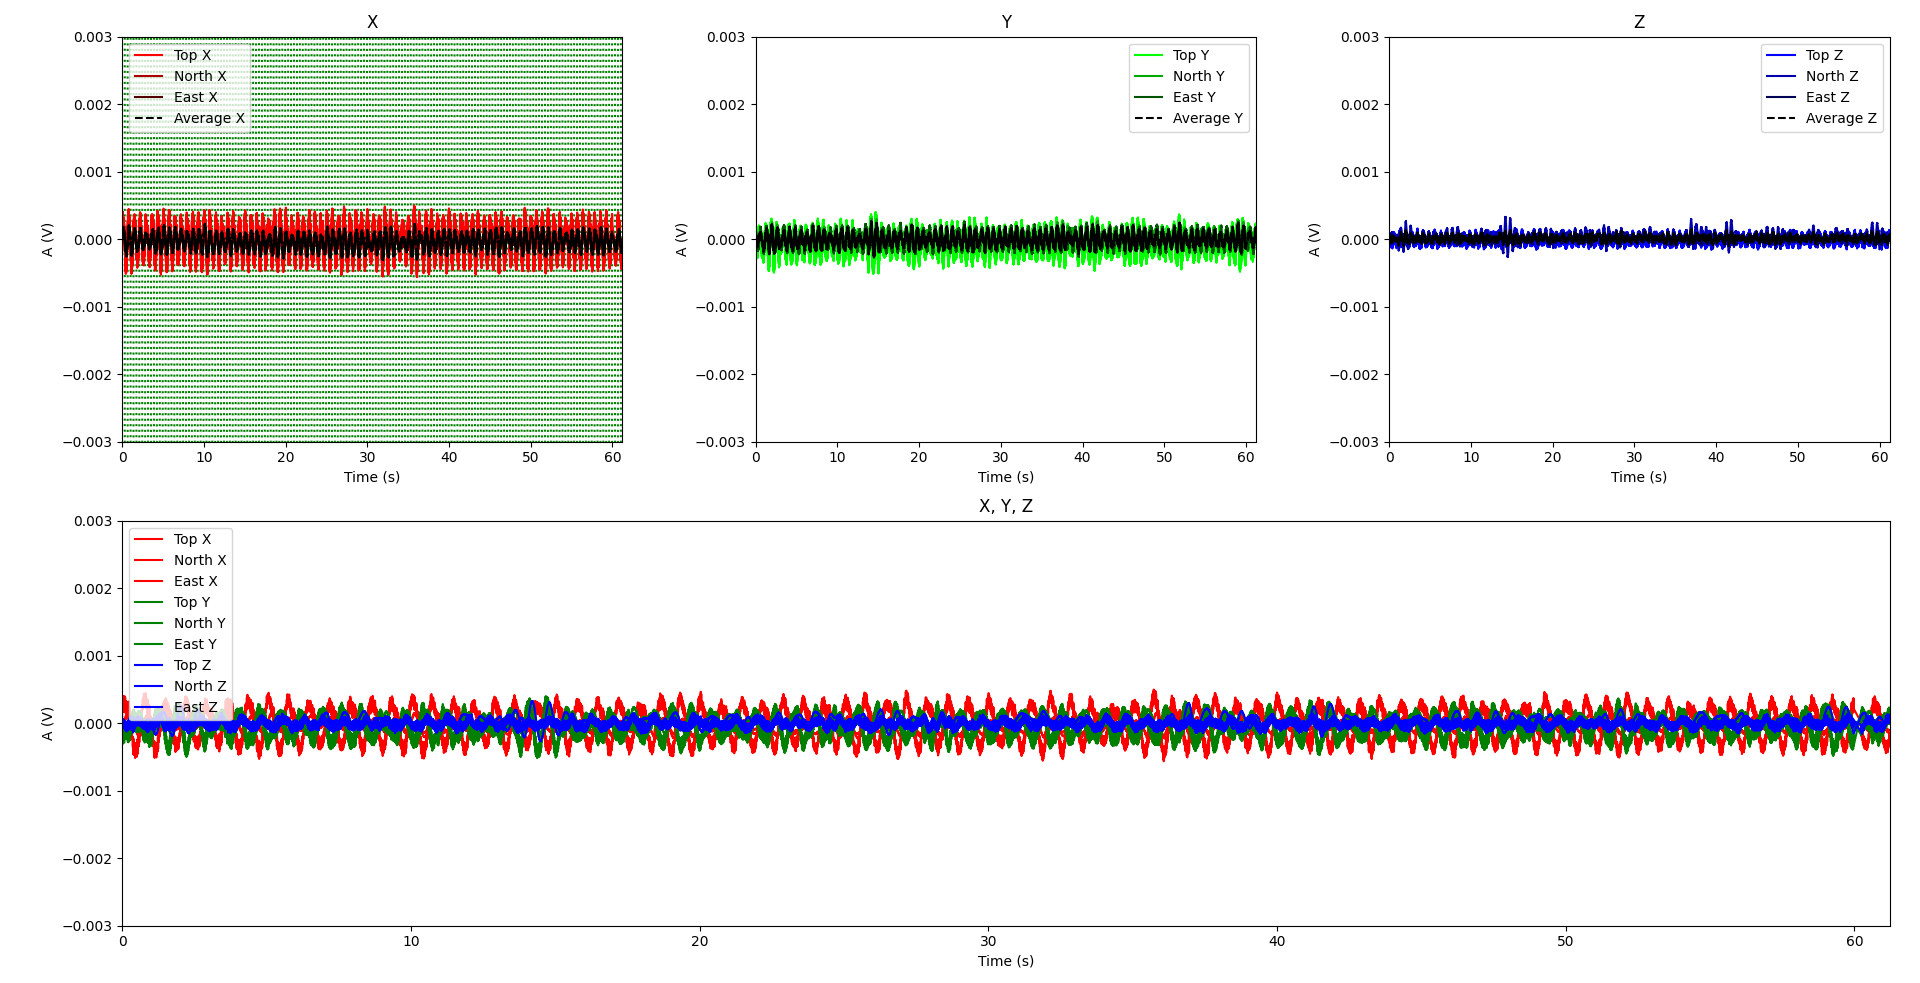 X
0.003
0.002
0.001
0.000
−0.001
−0.002
−0.003
A (V)
Top X
North X
East X
Average X
0 10 20 30 40 50 60
Time (s)
Y
0.003
0.002
0.001
0.000
−0.001
−0.002
−0.003
A (V)
Top Y
North Y
East Y
Average Y
0 10 20 30 40 50 60
Time (s)
Z
0.003
0.002
0.001
0.000
−0.001
−0.002
−0.003
A (V)
Top Z
North Z
East Z
Average Z
0 10 20 30 40 50 60
Time (s)
X, Y, Z
0.003
0.002
0.001
0.000
−0.001
−0.002
−0.003
A (V)
Top X
North X
East X
Top Y
North Y
East Y
Top Z
North Z
East Z
0 10 20 30 40 50 60
Time (s)